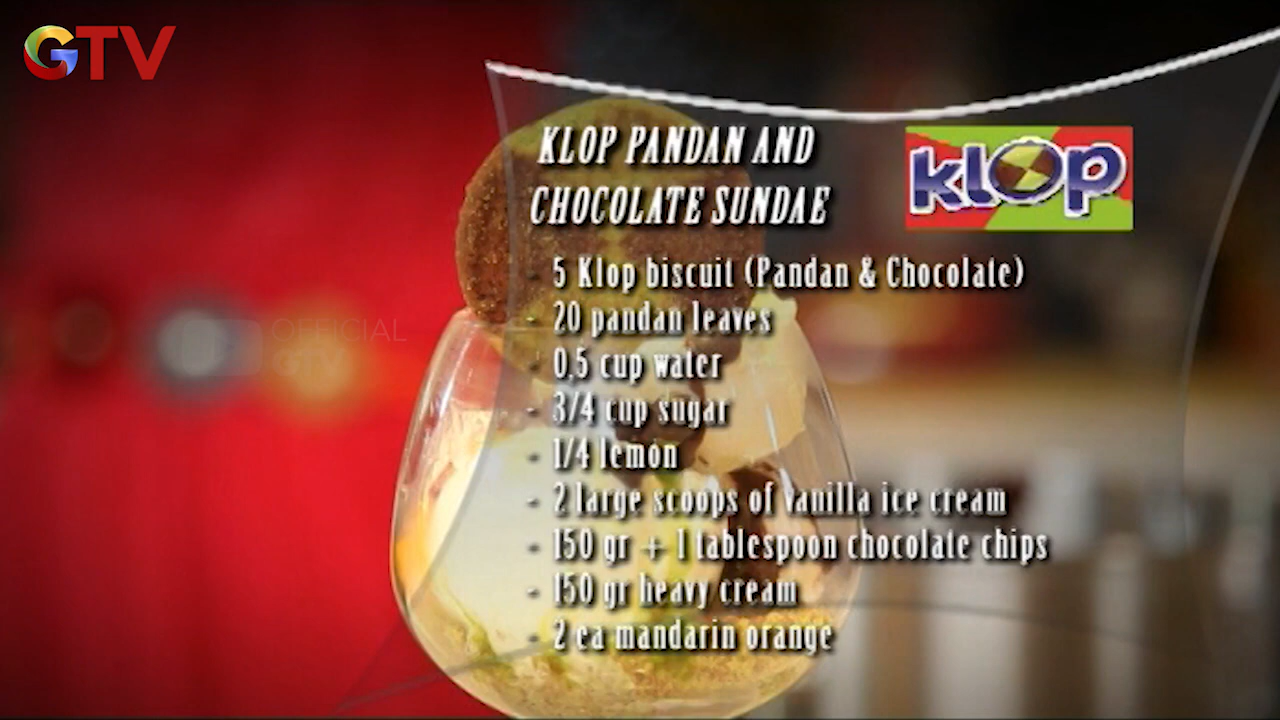 GTV
KLOP PANDAN AND
CHOCOLATE SUNDAE
klop
- 5 Klop biscuit (Pandan & Chocolate)
- 20 pandan leaves
- 0,5 cup water
- 3/4 cup sugar
- 1/4 lemon
- 2 large scoops of vanilla ice cream
- 150 gr + 1 tablespoon chocolate chips
- 150 gr heavy cream
- 2 ea mandarin orange
OFFICIAL